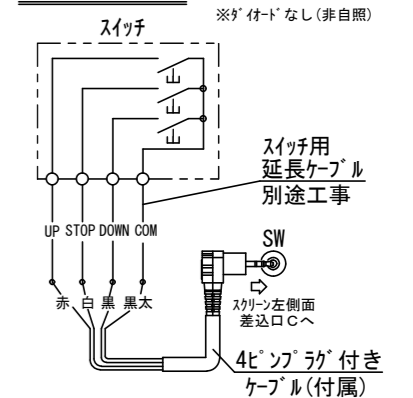 ※ﾀﾞｲｵｰﾄﾞなし(非自照)
スイッチ
スイッチ用
延長ケーブル
別途工事
UP STOP DOWN COM
SW
赤 白 黒 黒太
スクリーン左側面
差込口Cへ
4ピンプラグ付き
ケーブル(付属)